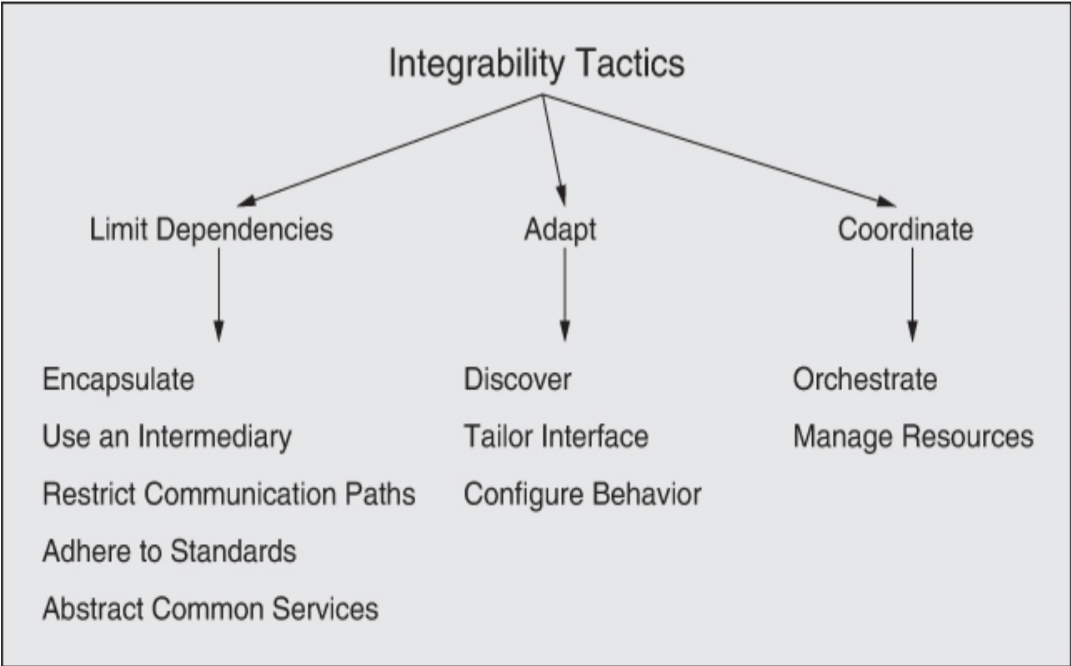 Integrability Tactics
Limit Dependencies
Adapt
Coordinate
Encapsulate
Use an Intermediary
Restrict Communication Paths
Adhere to Standards
Abstract Common Services
Discover
Tailor Interface
Configure Behavior
Orchestrate
Manage Resources